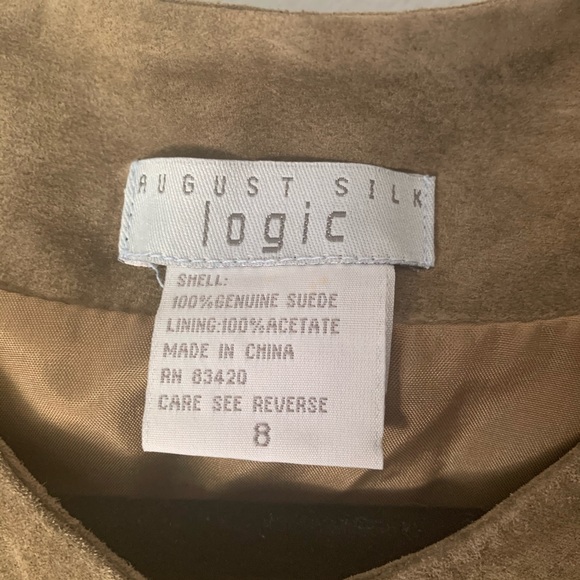 AUGUST SILK
logic
SHELL:
100%GENUINE SUEDE
LINING:100%ACETATE
MADE IN CHINA
RN 83420
CARE SEE REVERSE
8